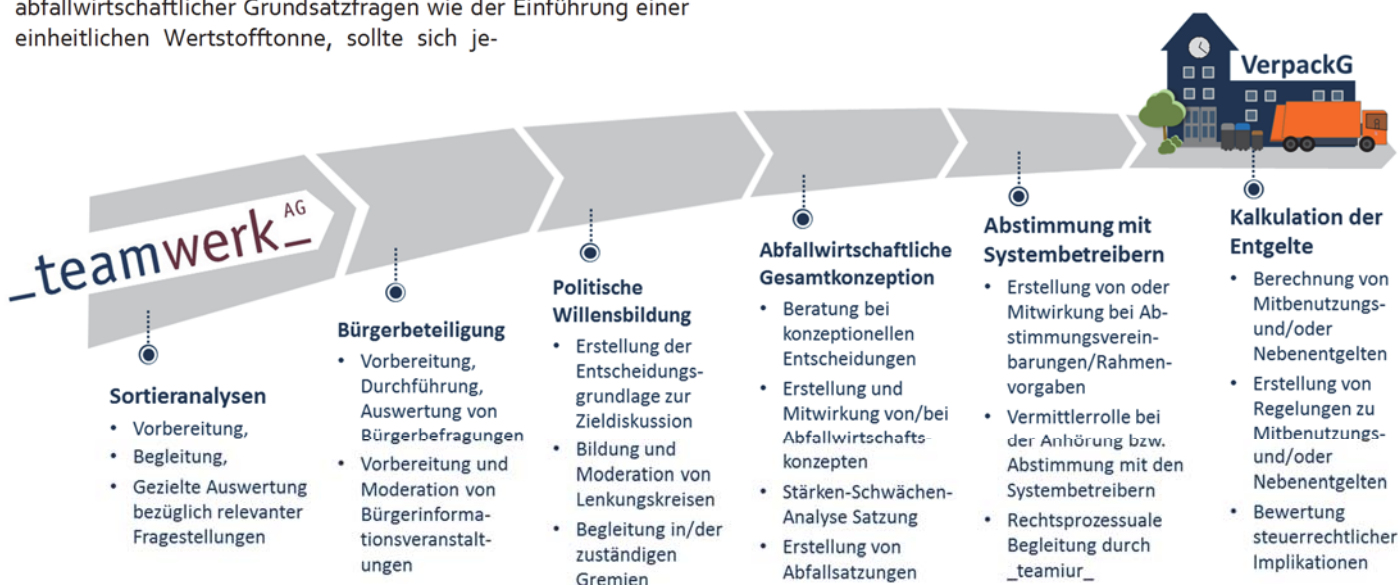 abfallwirtschaftlicher Grundsatzfragen wie der Einführung einer
einheitlichen Wertstofftonne, sollte sich je-
VerpackG
_teamwerk_ AG
Sortieranalysen
• Vorbereitung,
• Begleitung,
• Gezielte Auswertung
bezüglich relevanter
Fragestellungen
Bürgerbeteiligung
• Vorbereitung,
Durchführung,
Auswertung von
Bürgerbefragungen
• Vorbereitung und
Moderation von
Bürgerinforma-
tionsveranstalt-
ungen
Politische
Willensbildung
• Erstellung der
Entscheidungs-
grundlage zur
Zieldiskussion
• Bildung und
Moderation von
Lenkungskreisen
• Begleitung in/der
zuständigen
Gremien
Abfallwirtschaftliche
Gesamtkonzeption
• Beratung bei
konzeptionellen
Entscheidungen
• Erstellung und
Mitwirkung von/bei
Abfallwirtschafts-
konzepten
• Stärken-Schwächen-
Analyse Satzung
• Erstellung von
Abfallsatzungen
Abstimmung mit
Systembetreibern
• Erstellung von oder
Mitwirkung bei Ab-
stimmungsverein-
barungen/Rahmen-
vorgaben
• Vermittlerrolle bei
der Anhörung bzw.
Abstimmung mit den
Systembetreibern
• Rechtsprozessuale
Begleitung durch
_teamiur_
Kalkulation der
Entgelte
• Berechnung von
Mitbenutzungs-
und/oder
Nebenentgelten
• Erstellung von
Regelungen zu
Mitbenutzungs-
und/oder
Nebenentgelten
• Bewertung
steuerrechtlicher
Implikationen